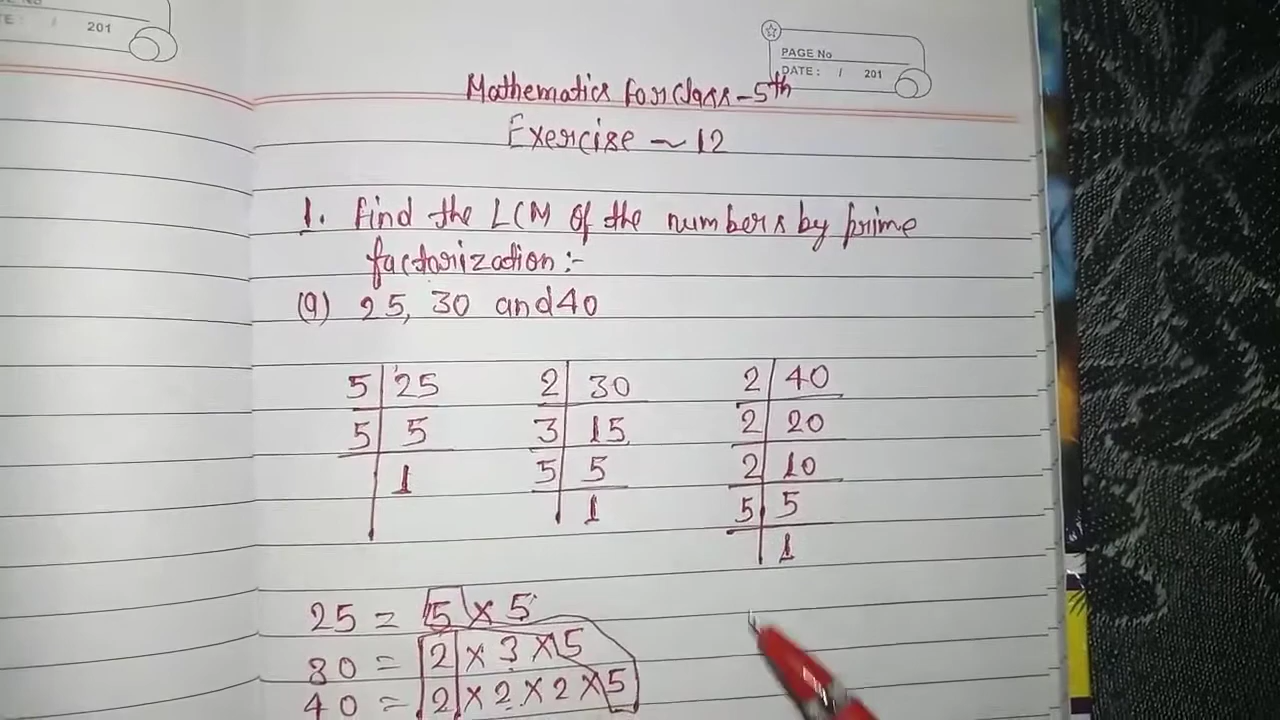 E : / 201
PAGE No
DATE : / 201
Mathematics for class - 5th
Exercise ~ 12
1. find the LCM of the numbers by prime
factorization :-
(a) 25, 30 and 40
5 | 25
5 | 5
1
2 | 30
3 | 15
5 | 5
1
2 | 40
2 | 20
2 | 10
5 | 5
1
25 = 5 × 5
30 = 2 × 3 × 5
40 = 2 × 2 × 2 × 5